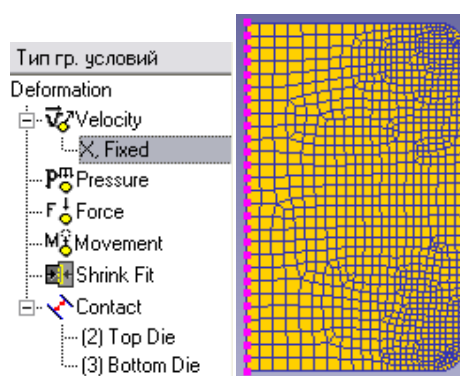 Тип гр. условий
Deformation
Velocity
X, Fixed
Pressure
Force
Movement
Shrink Fit
Contact
(2) Top Die
(3) Bottom Die